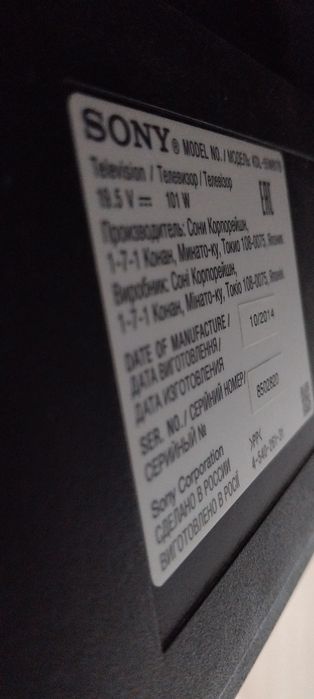 SONY® MODEL NO./МОДЕЛЬ:
Television / Телевизор / Телевізор
19.5 V ⎓ 101 W
EAC
Производитель: Сони Корпорейшн,
1-7-1 Конан, Минато-ку, Токио 108-0075, Япония
Виробник: Соні Корпорейшн,
1-7-1 Конан, Мінато-ку, Токіо 108-0075, Японія
DATE OF MANUFACTURE / 10/2014
ДАТА ВИГОТОВЛЕННЯ /
ДАТА ИЗГОТОВЛЕНИЯ
SER. NO./ СЕРІЙНИЙ НОМЕР/ 8502820
СЕРИЙНЫЙ №
Sony Corporation
СДЕЛАНО В РОССИИ
ВИГОТОВЛЕНО В РОСІЇ